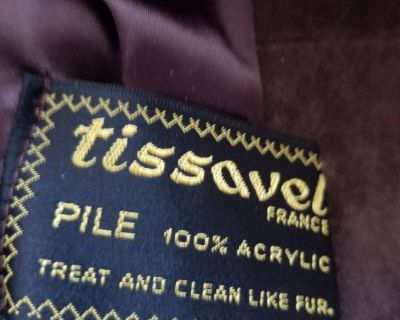 tissavel
FRANCE
PILE 100% ACRYLIC
TREAT AND CLEAN LIKE FUR.